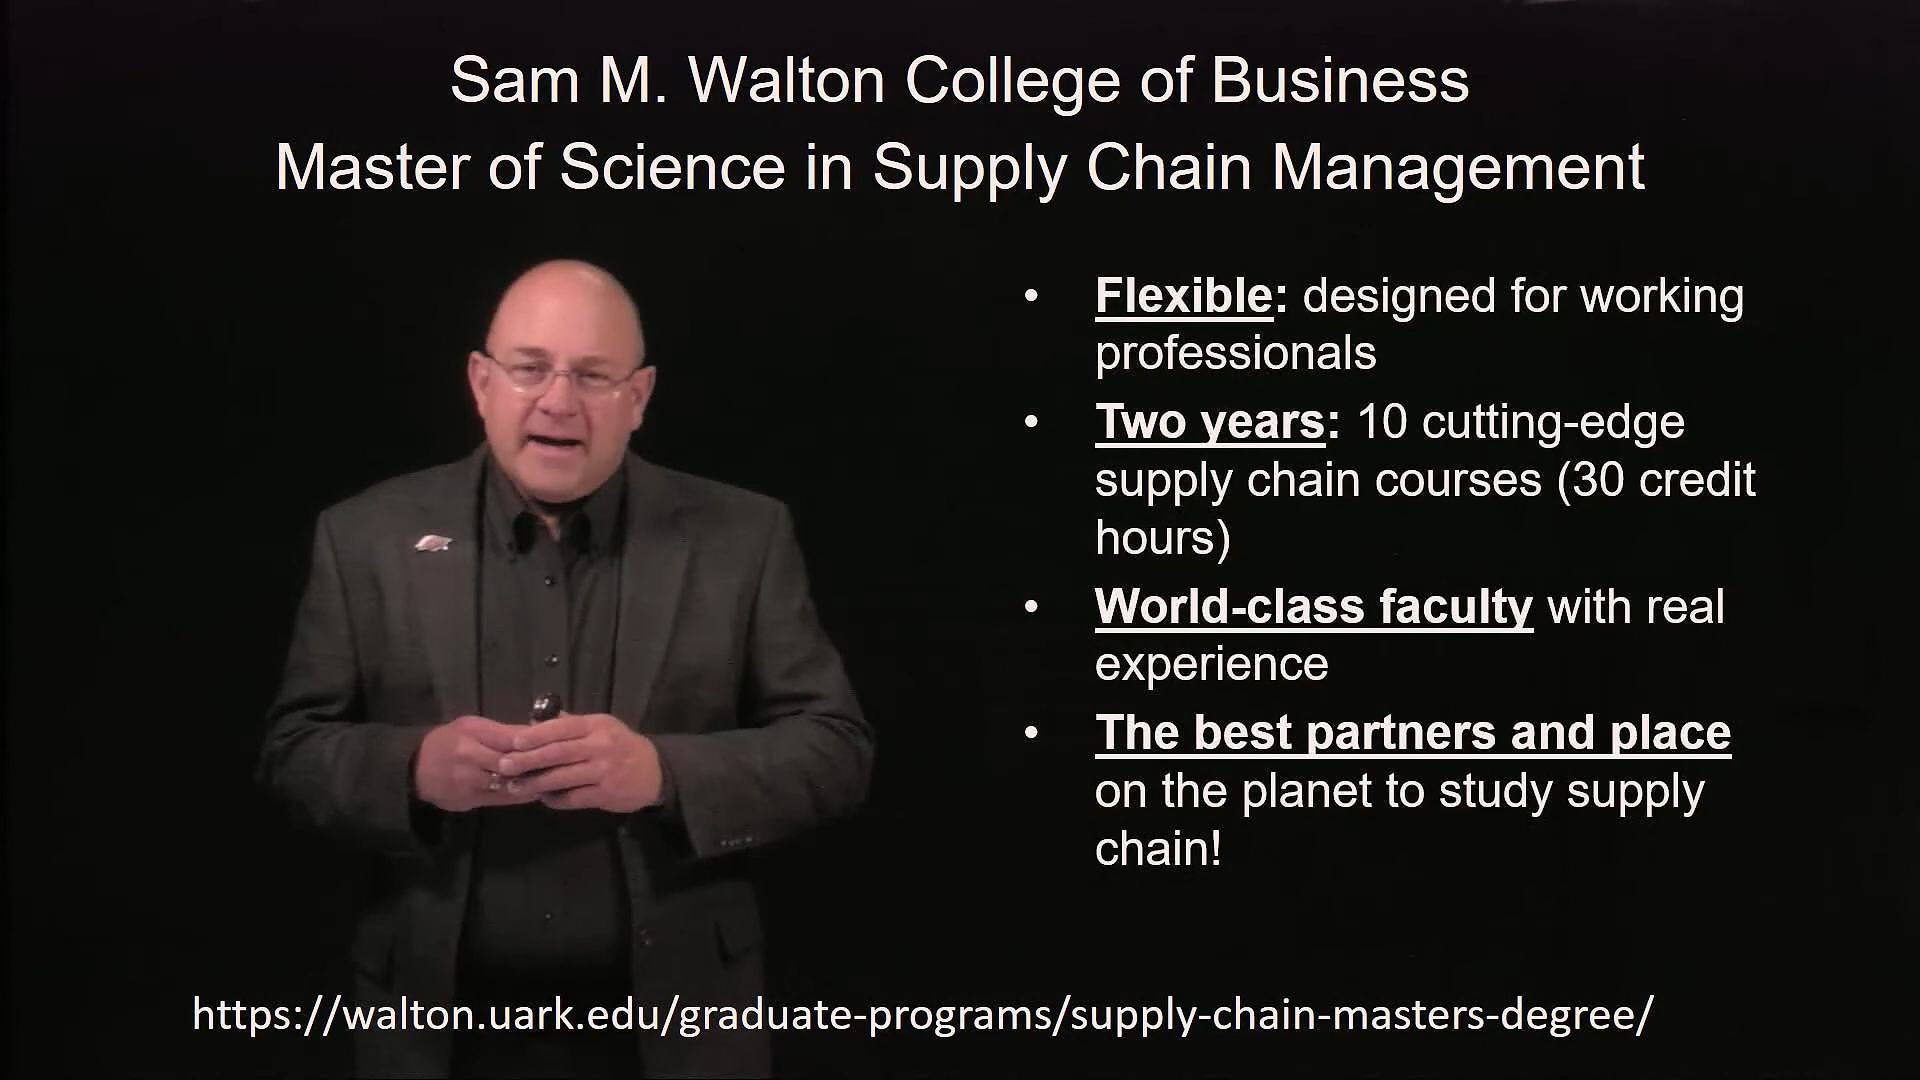 Sam M. Walton College of Business
Master of Science in Supply Chain Management
• Flexible: designed for working
professionals
• Two years: 10 cutting-edge
supply chain courses (30 credit
hours)
• World-class faculty with real
experience
• The best partners and place
on the planet to study supply
chain!
https://walton.uark.edu/graduate-programs/supply-chain-masters-degree/